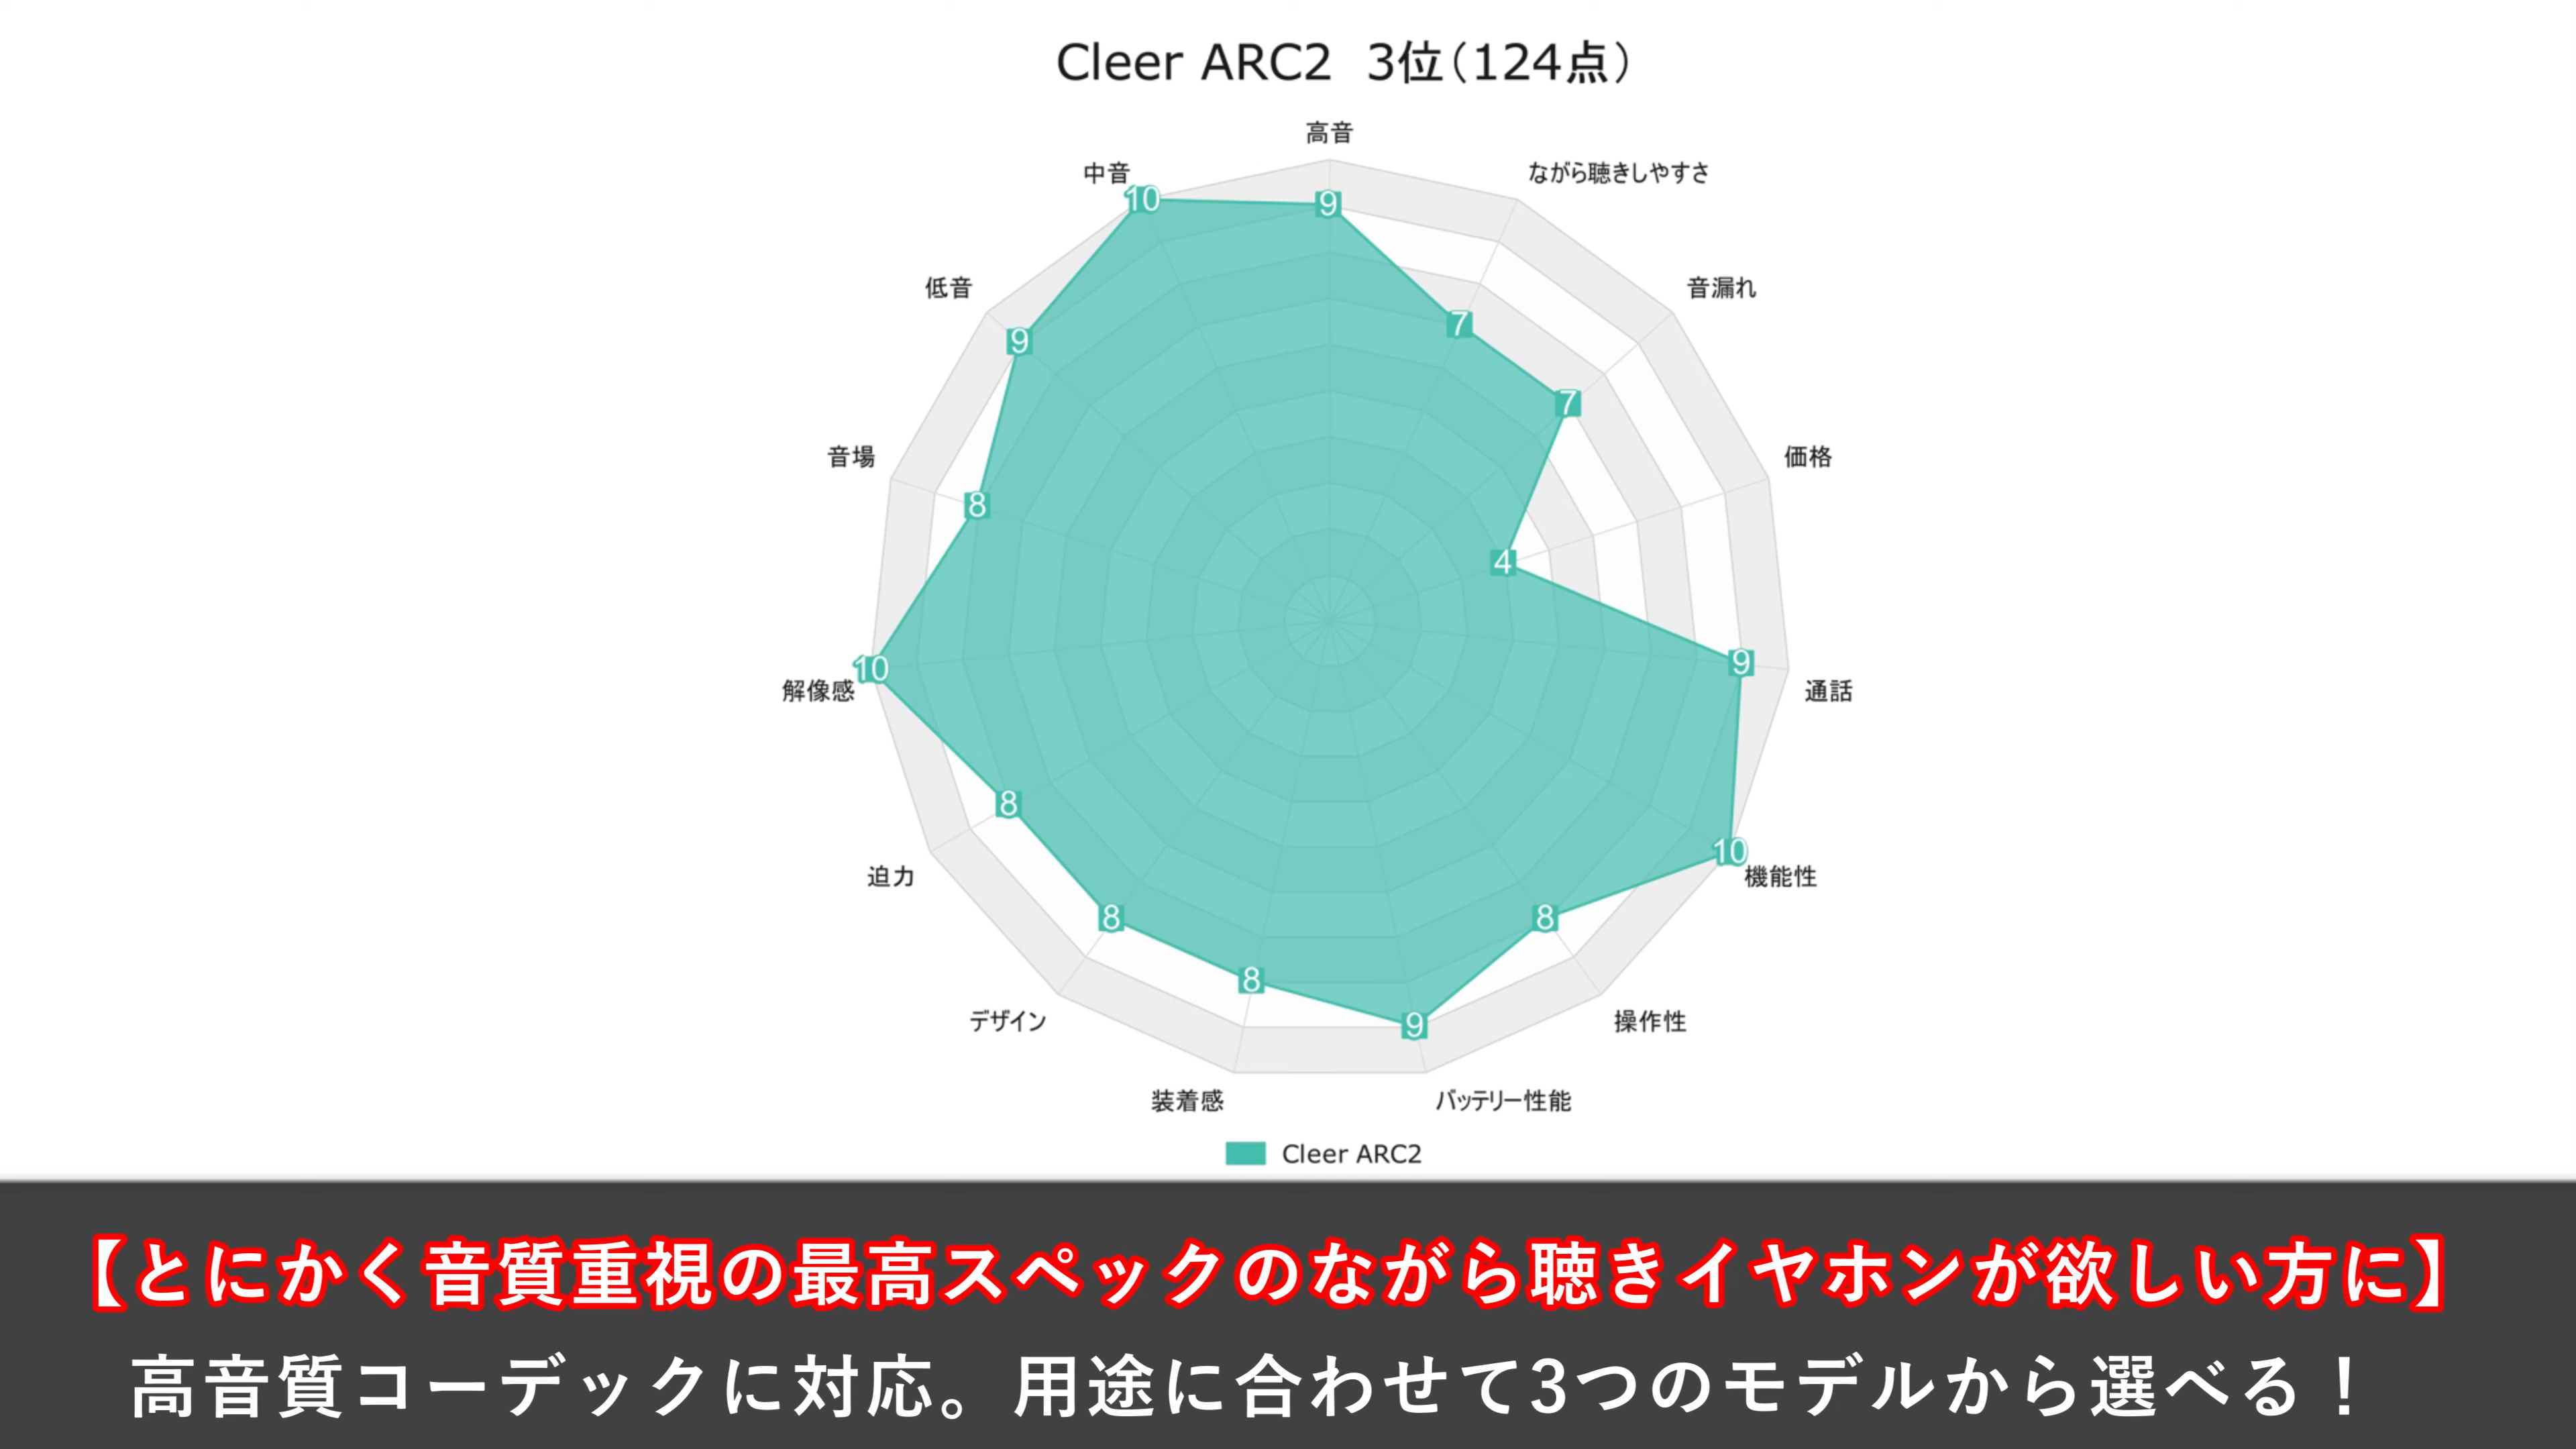 Cleer ARC2 3位（124点）
高音
ながら聴きしやすさ
中音
10
9
音漏れ
低音
7
9
7
価格
音場
8
4
9
通話
10
解像感
8
10
機能性
迫力
8
8
8
デザイン
9
操作性
装着感
バッテリー性能
Cleer ARC2
【とにかく音質重視の最高スペックのながら聴きイヤホンが欲しい方に】
高音質コーデックに対応。用途に合わせて3つのモデルから選べる！